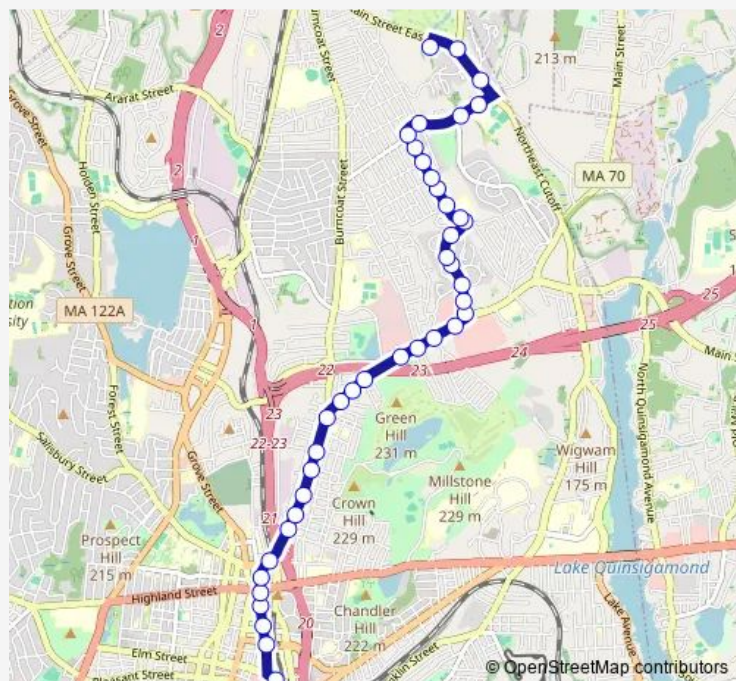 Main Street Eas
2
213 m
Main Street
Burncoat Street
Ararat Street
Grove Street
Holden Street
2
Northeast Cutoff
MA 70
Grove Street
Burncoat Street
1
25
MA 122A
1
25
24
Main St
22
23
23
Forest Street
Green
Hill
231 m
22-23
North Quinsigamond Avenue
Salisbury Street
Grove Street
Wigwam
Hill
175 m
Millstone
Hill
229 m
Crown
Hill
229 m
21
Prospect
Hill
215 m
Lake Quinsigamond
Highland Street
Chandler
Hill
222 m
20
Lake Avenue
Elm Street
Pleasant Street
klin Street
© OpenStreetMap contributors